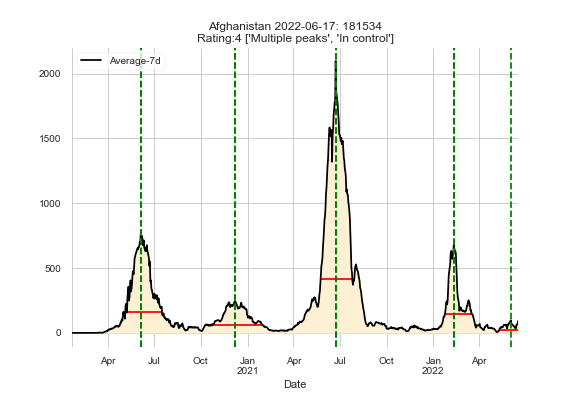 Afghanistan 2022-06-17: 181534
Rating:4 ['Multiple peaks', 'In control']
Average-7d
2000
1500
1000
500
0
Apr Jul Oct Jan Apr Jul Oct Jan Apr
2021 2022
Date